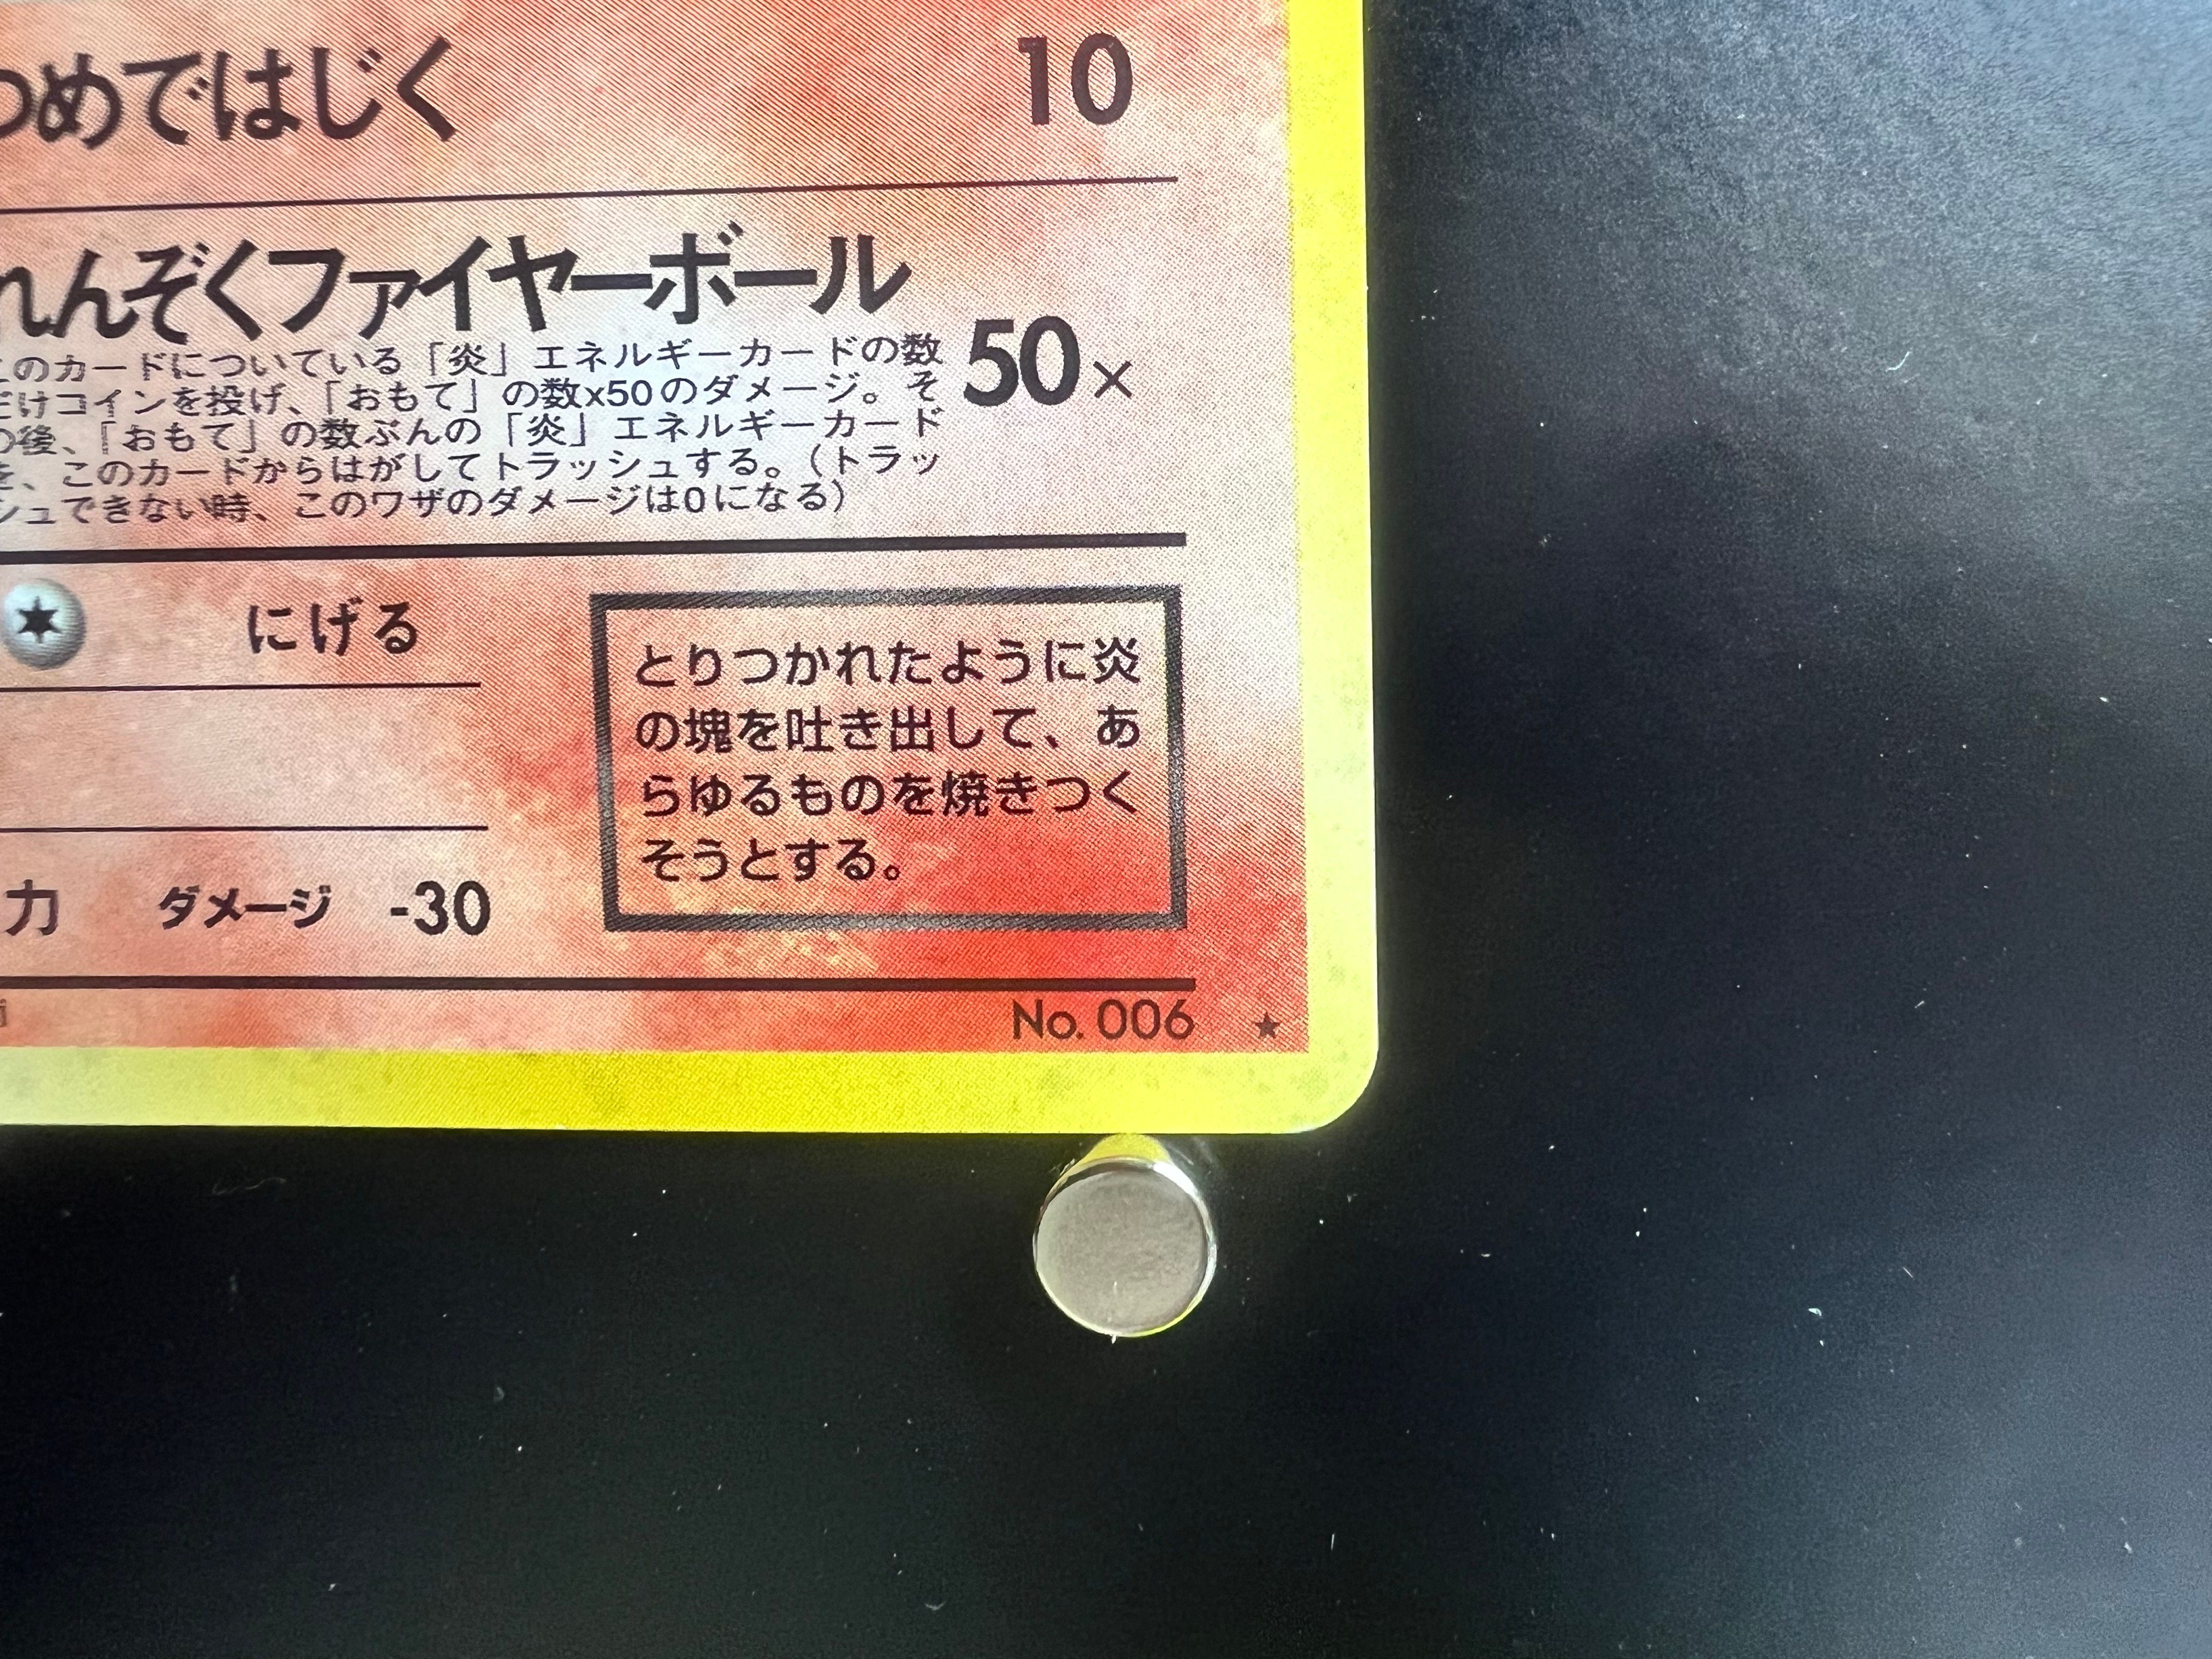 つめではじく 10
れんぞくファイヤーボール
50×
このカードについている「炎」エネルギーカードの数
だけコインを投げ、「おもて」の数x50のダメージ。そ
の後、「おもて」の数ぶんの「炎」エネルギーカード
を、このカードからはがしてトラッシュする。(トラッ
シュできない時、このワザのダメージは0になる)
にげる
とりつかれたように炎
の塊を吐き出して、あ
らゆるものを焼きつく
そうとする。
力 ダメージ -30
No. 006 ★